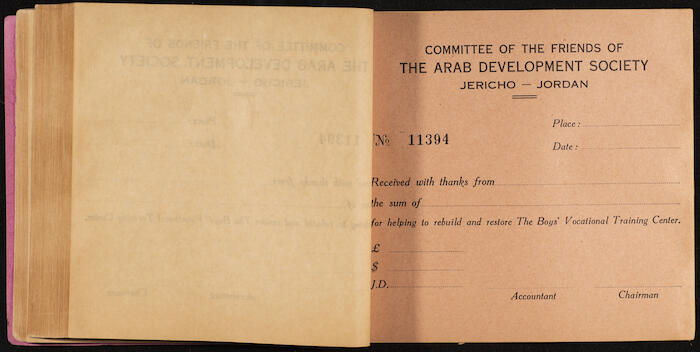 COMMITTEE OF THE FRIENDS OF
THE ARAB DEVELOPMENT SOCIETY
JERICHO — JORDAN
Place:
Date:
№ 11394
Received with thanks from
the sum of
for helping to rebuild and restore The Boys' Vocational Training Center.
£
$
J.D.
Accountant Chairman